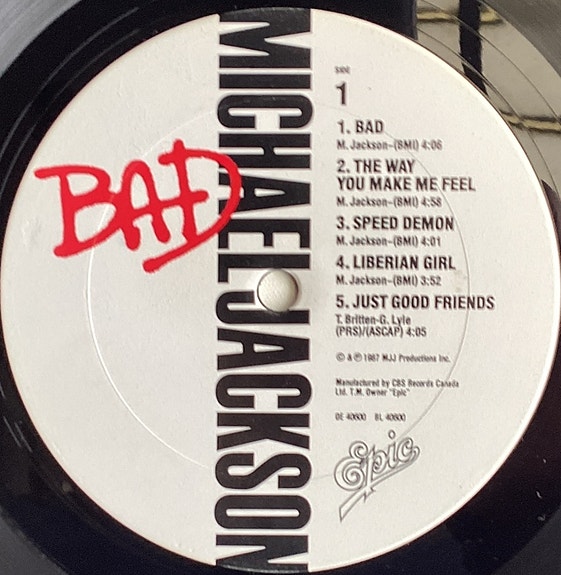 BAD
MICHAEL JACKSON
SIDE
1
1. BAD
M. Jackson-(BMI) 4:06
2. THE WAY
YOU MAKE ME FEEL
M. Jackson-(BMI) 4:58
3. SPEED DEMON
M. Jackson-(BMI) 4:01
4. LIBERIAN GIRL
M. Jackson-(BMI) 3:52
5. JUST GOOD FRIENDS
T. Britten-G. Lyle
(PRS)/(ASCAP) 4:05
© & ℗ 1987 MJJ Productions Inc.
Manufactured by CBS Records Canada
Ltd. T.M. Owner "Epic"
OE 40600 BL 40600
Epic